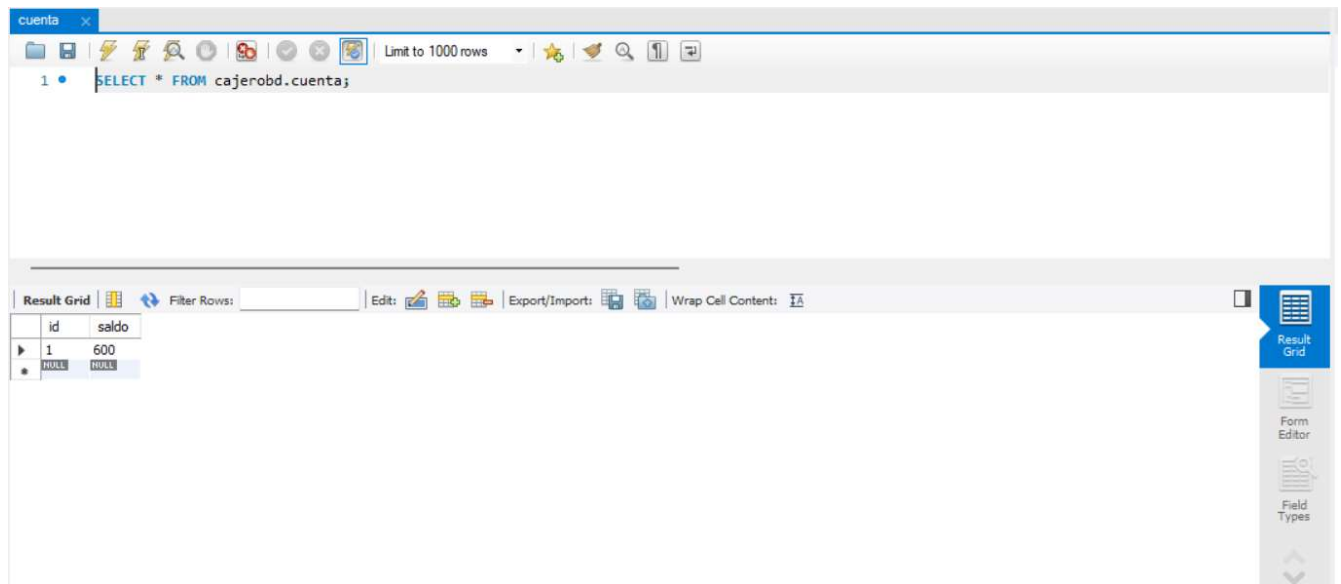 cuenta
Limit to 1000 rows
1 SELECT * FROM cajerobd.cuenta;
Result Grid Filter Rows: Edit: Export/Import: Wrap Cell Content: IA
id saldo
1 600
NULL NULL
Result
Grid
Form
Editor
Field
Types